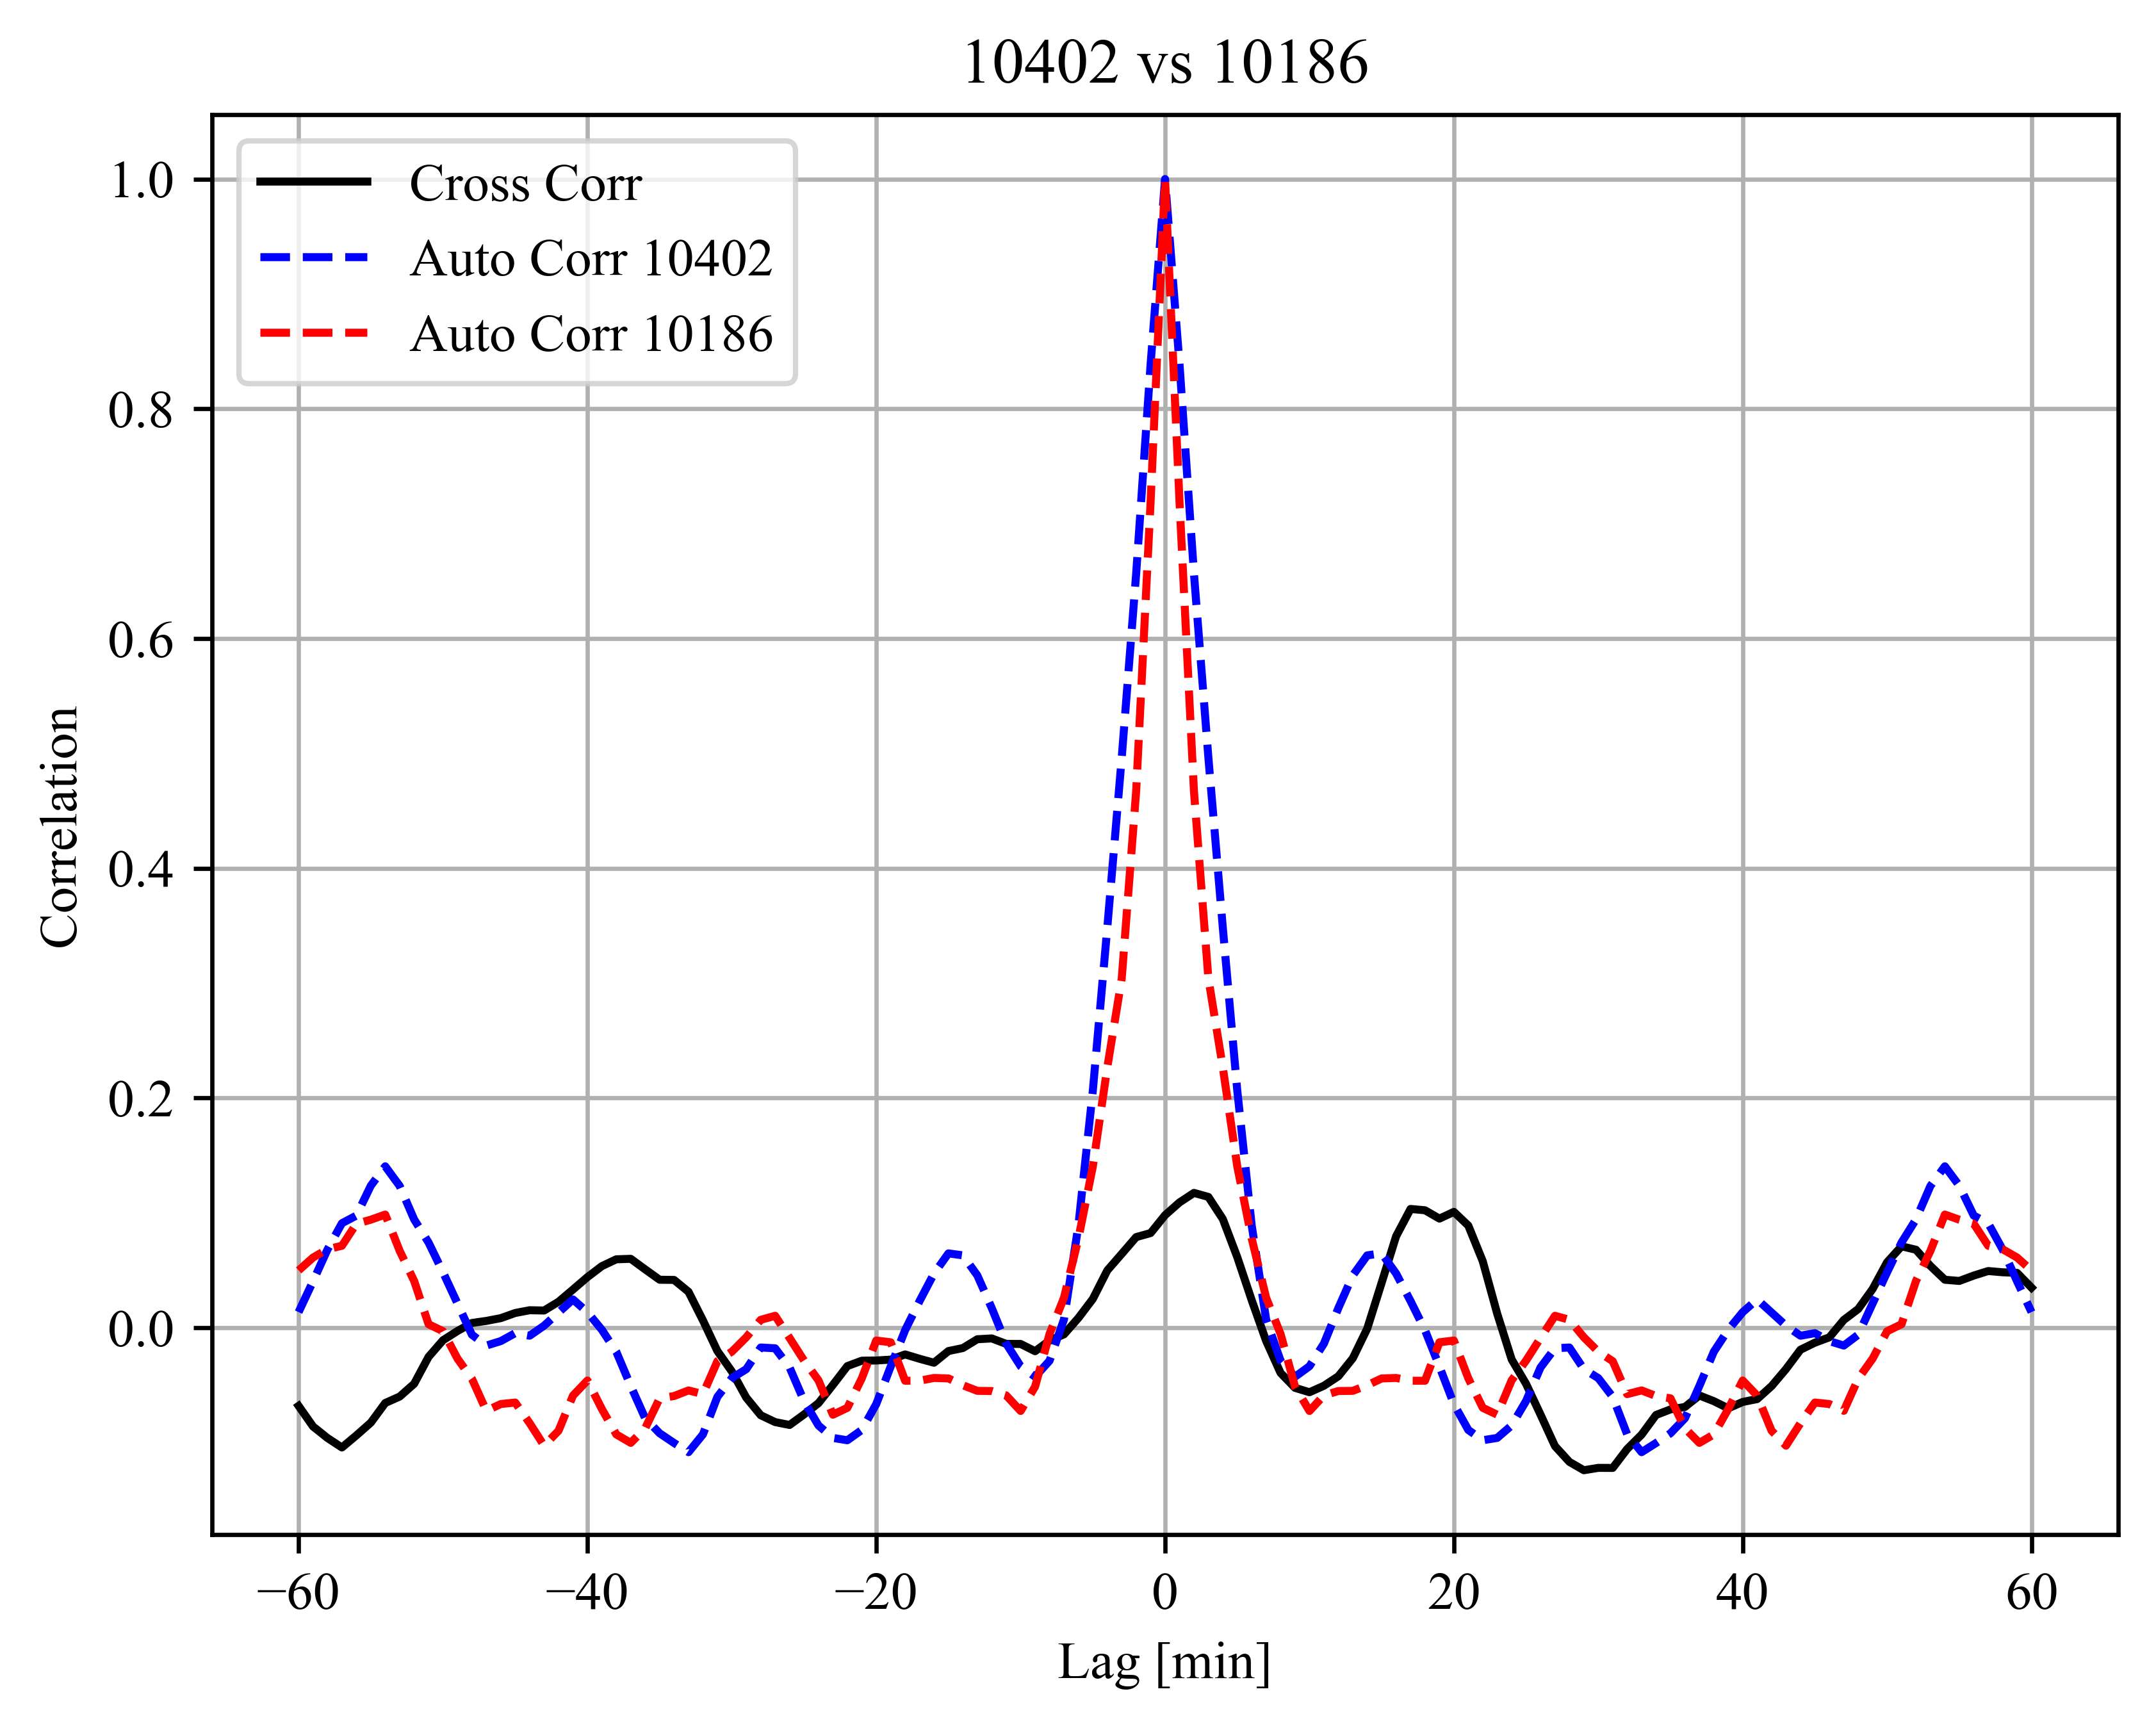 10402 vs 10186
Cross Corr
Auto Corr 10402
Auto Corr 10186
1.0
0.8
0.6
0.4
0.2
0.0
Correlation
−60
−40
−20
0
20
40
60
Lag [min]